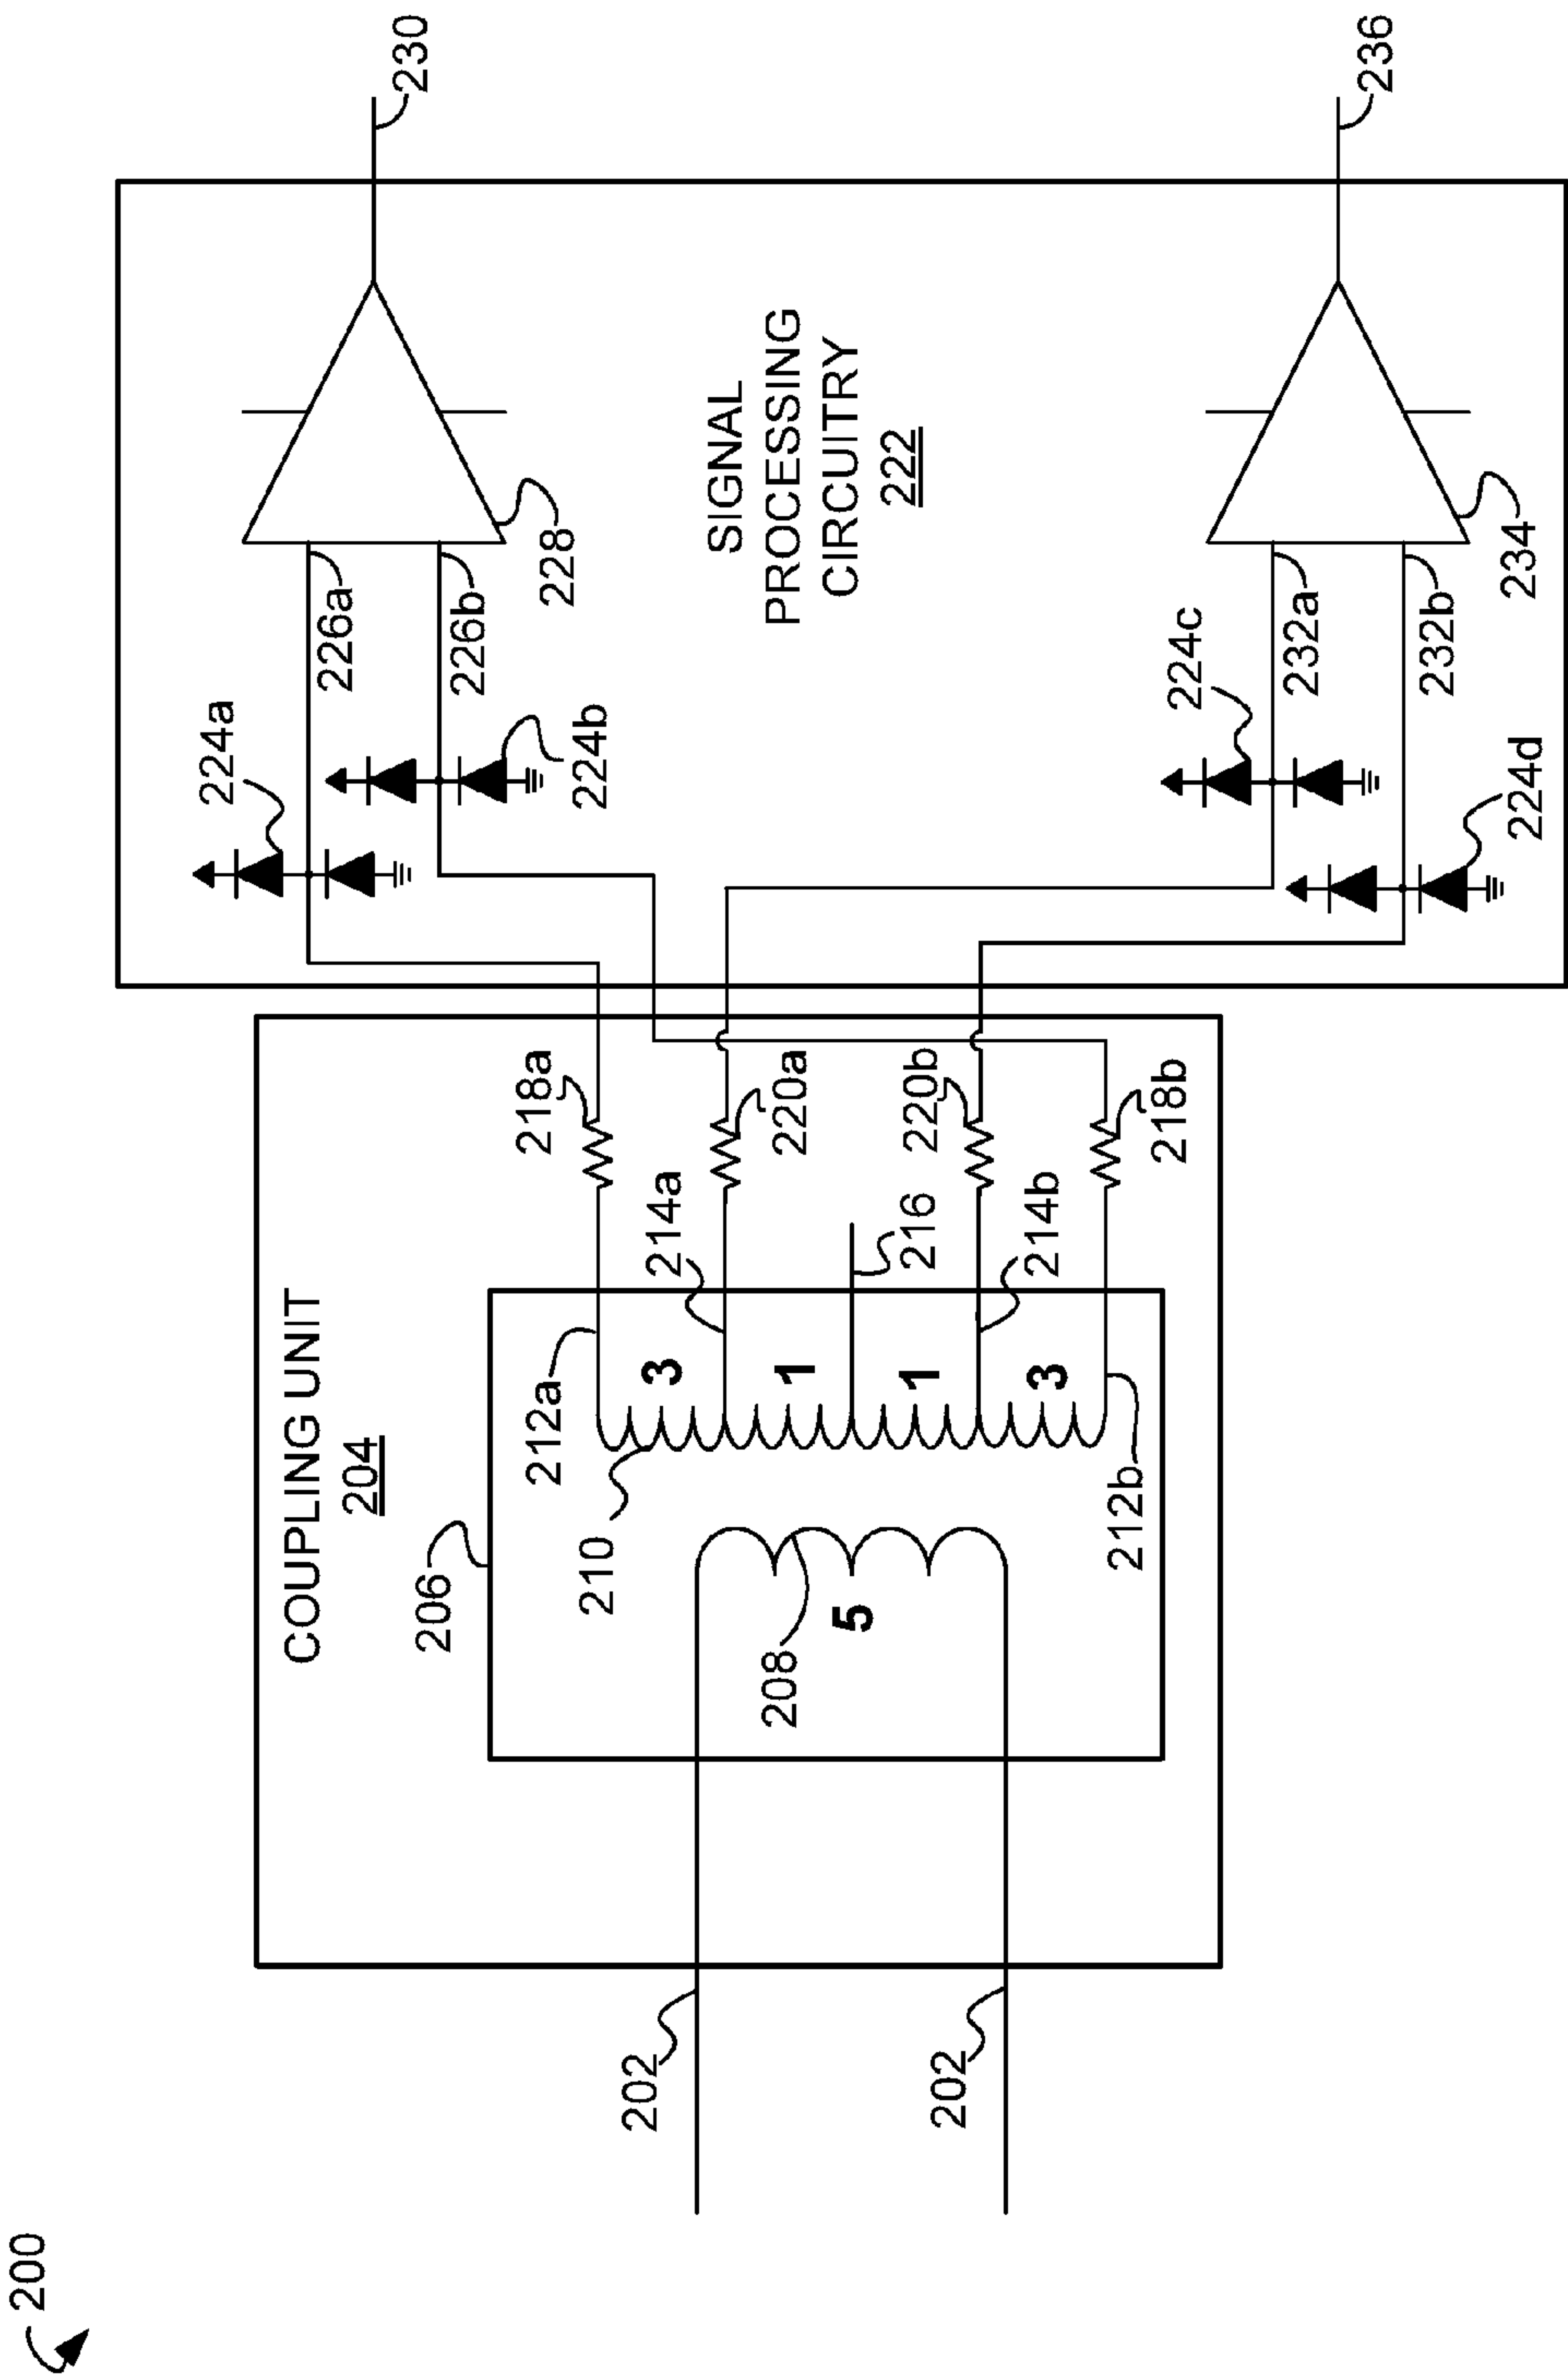 200
COUPLING UNIT
204
206
210
212a
3
214a
218a
220a
1
216
1
220b
214b
3
212b
218b
208
5
202
202
224a
226a
226b
224b
228
230
SIGNAL
PROCESSING
CIRCUITRY
222
224c
232a
232b
224d
234
236